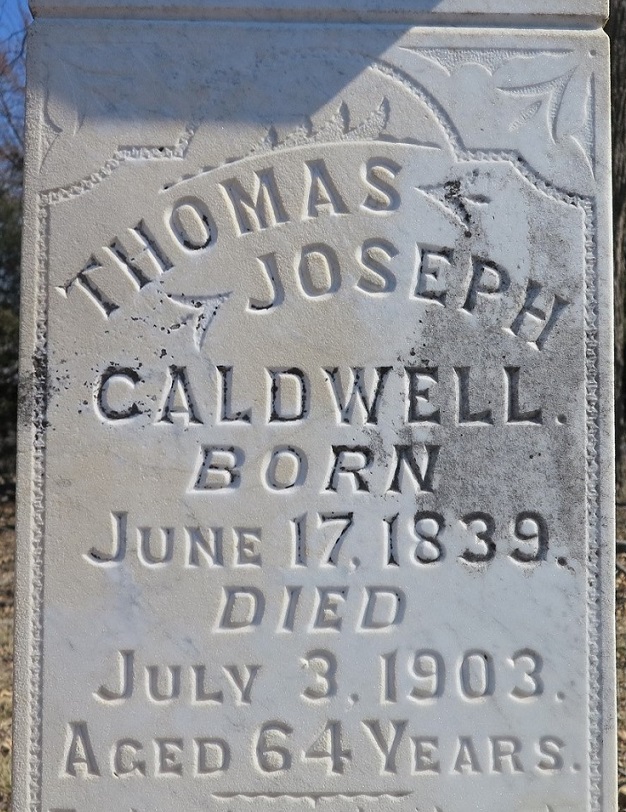 THOMAS
JOSEPH
CALDWELL.
BORN
JUNE 17, 1839.
DIED
JULY 3, 1903.
AGED 64 YEARS.